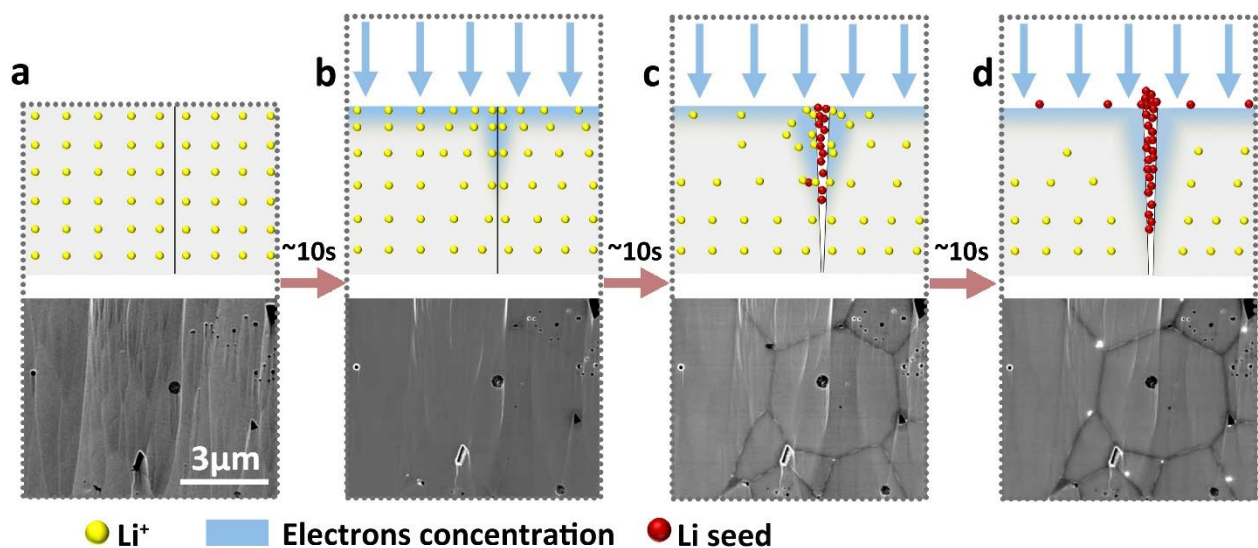 a
b
c
d
~10s
~10s
~10s
3μm
Li⁺
Electrons concentration
Li seed